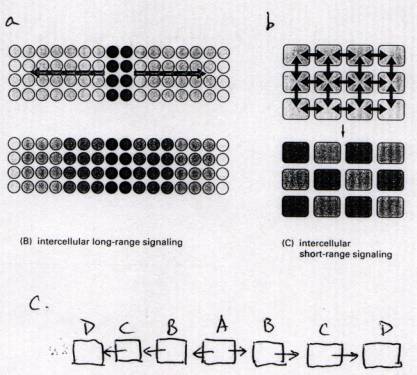 a
b
(B) intercellular long-range signaling
(C) intercellular
short-range signaling
C.
D C B A B C D